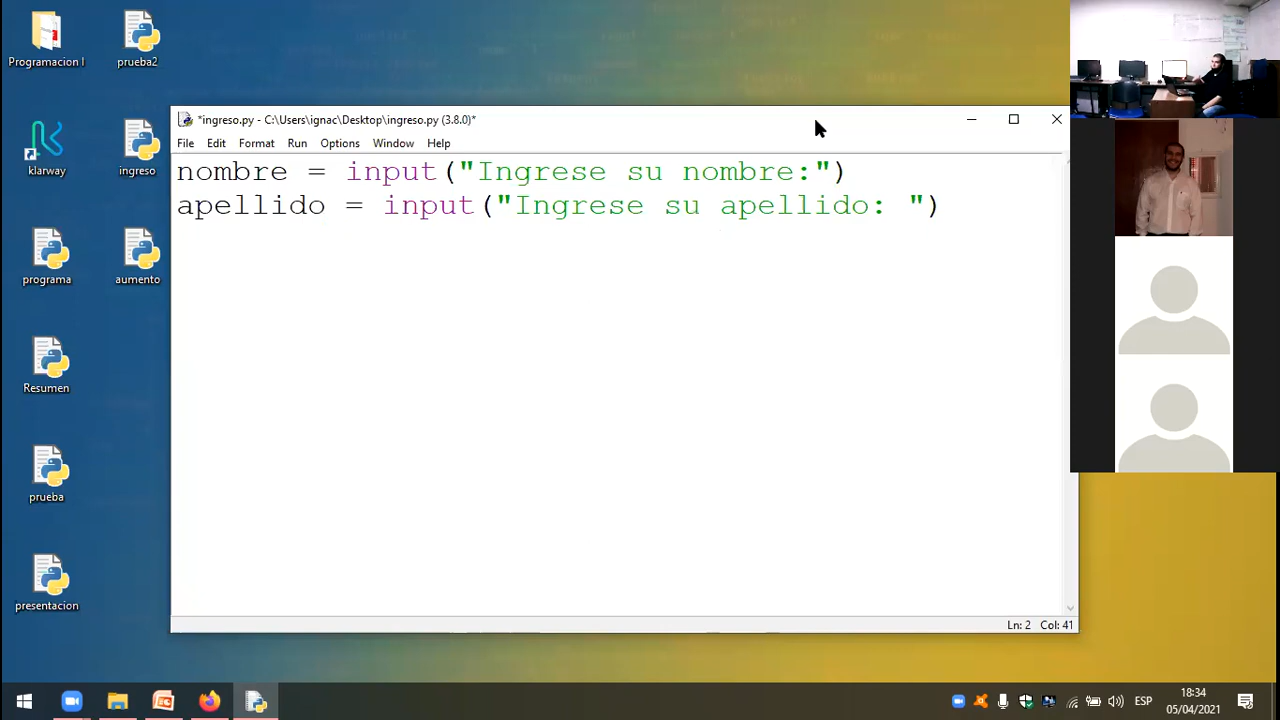 Programacion I
prueba2
klarway
ingreso
programa
aumento
Resumen
prueba
presentacion
*ingreso.py - C:\Users\ignac\Desktop\ingreso.py (3.8.0)*
File Edit Format Run Options Window Help
nombre = input("Ingrese su nombre:")
apellido = input("Ingrese su apellido: ")
Ln: 2 Col: 41
ESP
18:34
05/04/2021